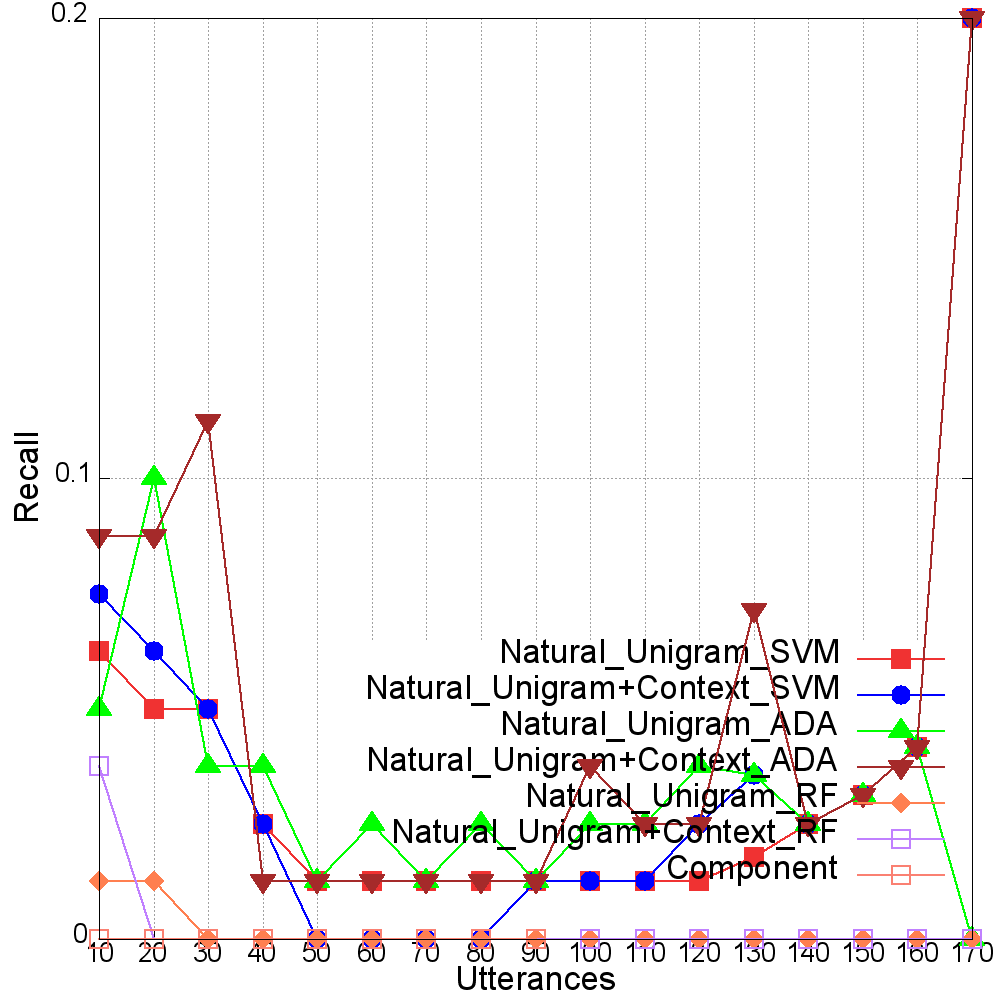 0.2
0.1
0
Recall
Natural_Unigram_SVM
Natural_Unigram+Context_SVM
Natural_Unigram_ADA
Natural_Unigram+Context_ADA
Natural_Unigram_RF
Natural_Unigram+Context_RF
Component
10 20 30 40 50 60 70 80 90 100 110 120 130 140 150 160 170
Utterances